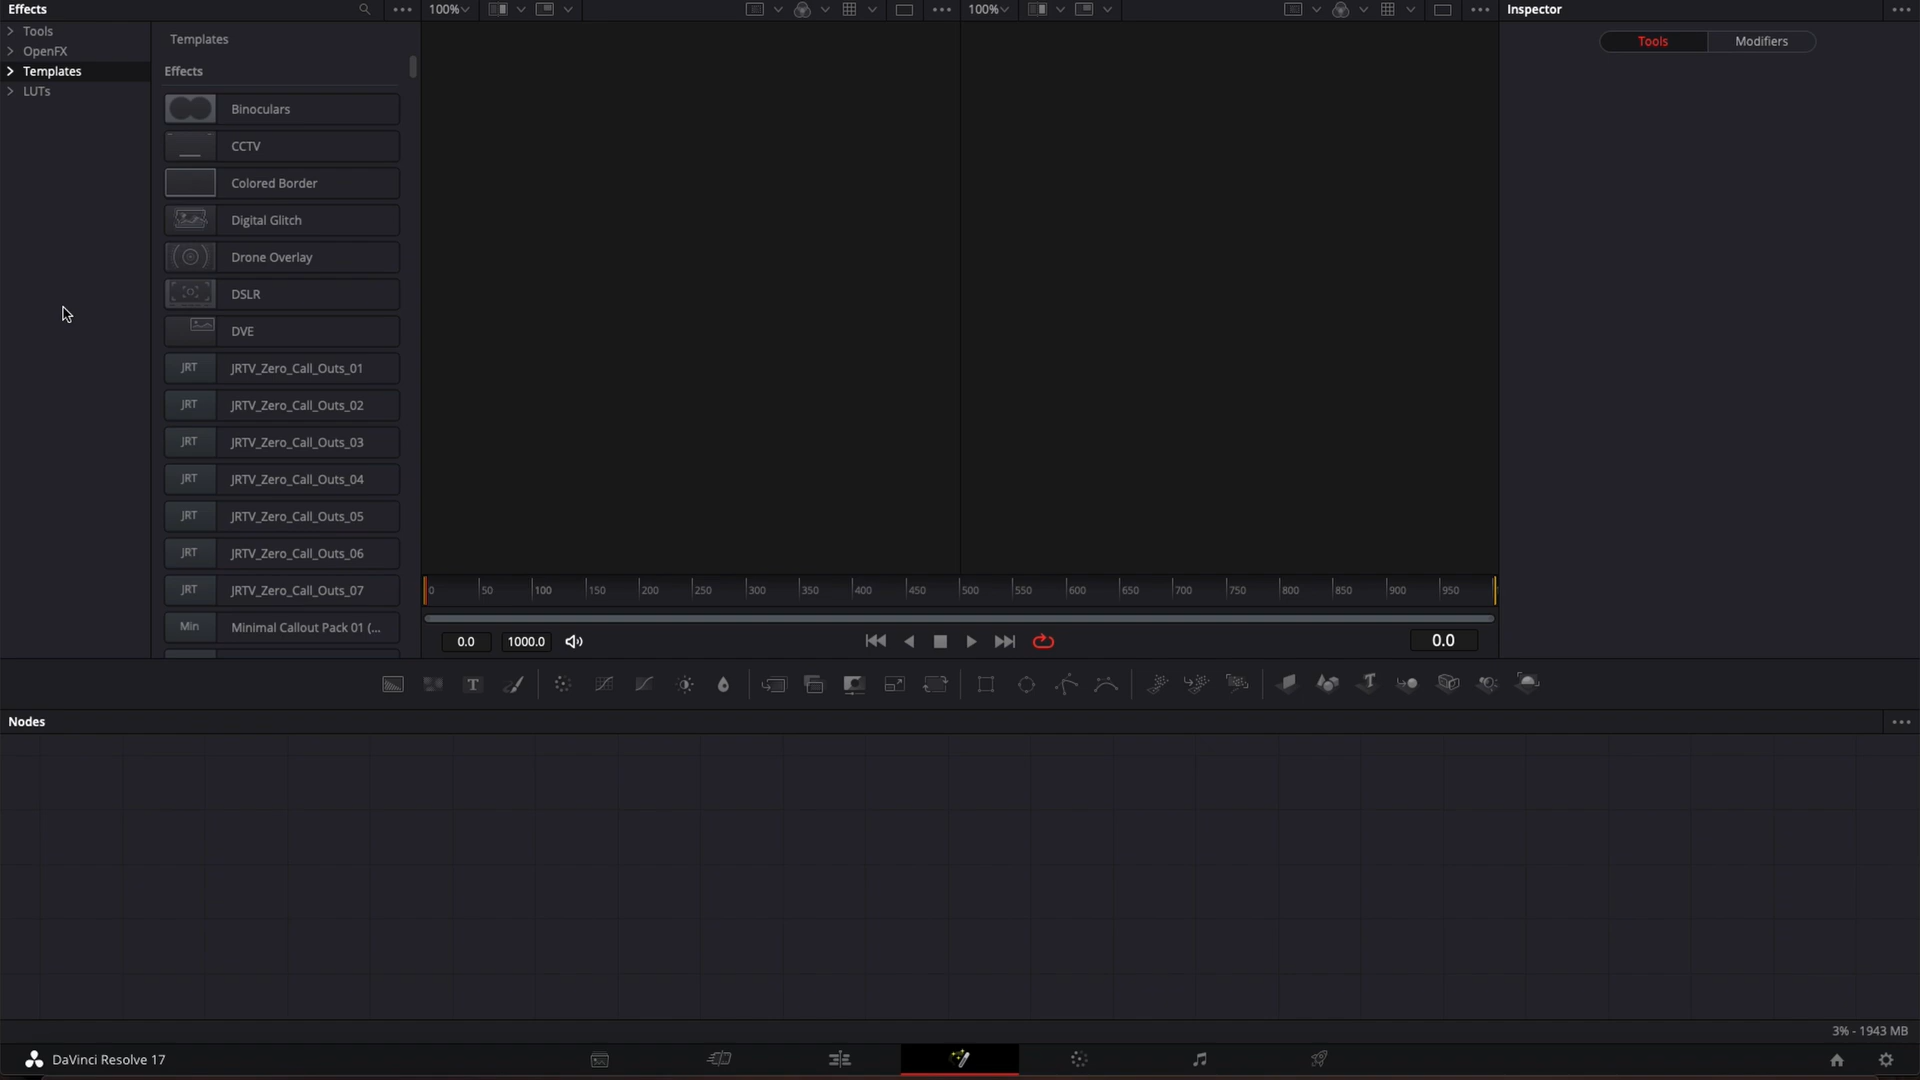 Effects
100%
100%
Inspector
Tools
OpenFX
Templates
LUTs
Templates
Effects
Binoculars
CCTV
Colored Border
Digital Glitch
Drone Overlay
DSLR
DVE
JRT JRTV_Zero_Call_Outs_01
JRT JRTV_Zero_Call_Outs_02
JRT JRTV_Zero_Call_Outs_03
JRT JRTV_Zero_Call_Outs_04
JRT JRTV_Zero_Call_Outs_05
JRT JRTV_Zero_Call_Outs_06
JRT JRTV_Zero_Call_Outs_07
Min Minimal Callout Pack 01 (...
Tools Modifiers
0 50 100 150 200 250 300 350 400 450 500 550 600 650 700 750 800 850 900 950
0.0 1000.0 0.0
T
T
Nodes
3% - 1943 MB
DaVinci Resolve 17